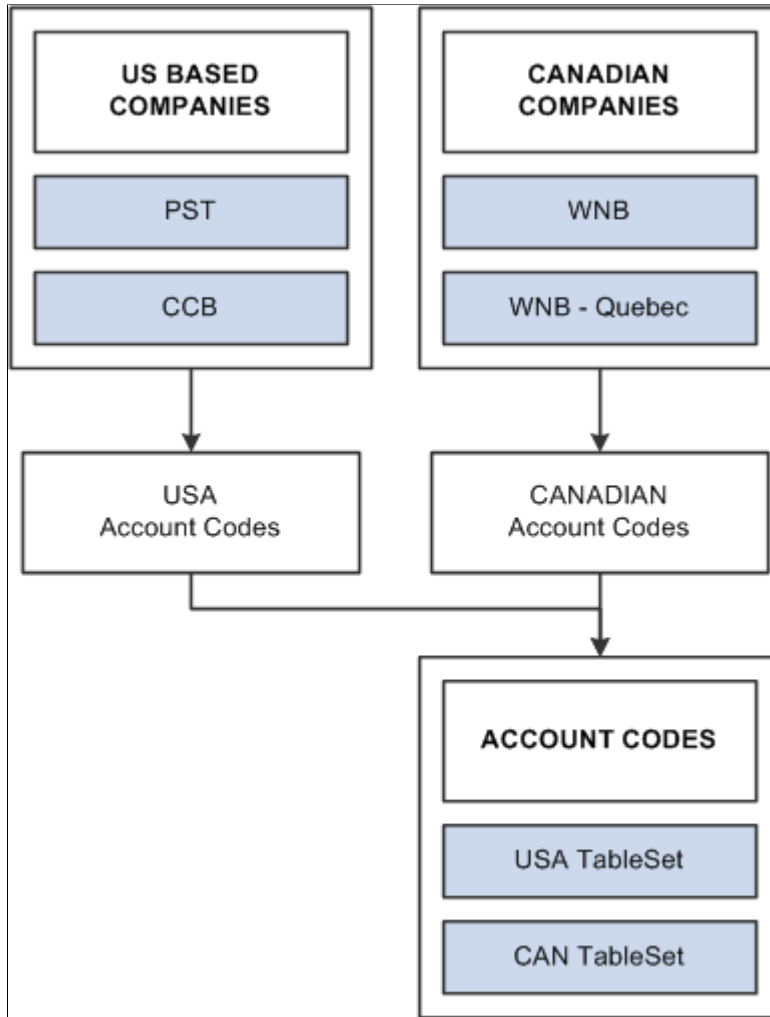 US BASED
COMPANIES
PST
CCB
CANADIAN
COMPANIES
WNB
WNB - Quebec
USA
Account Codes
CANADIAN
Account Codes
ACCOUNT CODES
USA TableSet
CAN TableSet